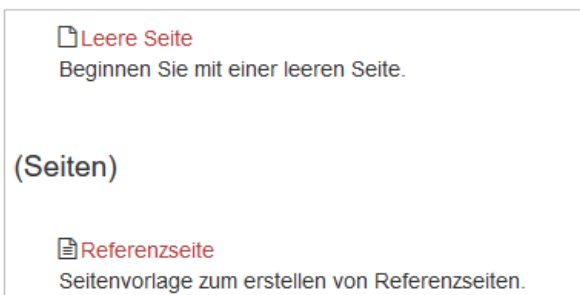 Leere Seite
Beginnen Sie mit einer leeren Seite.
(Seiten)
Referenzseite
Seitenvorlage zum erstellen von Referenzseiten.